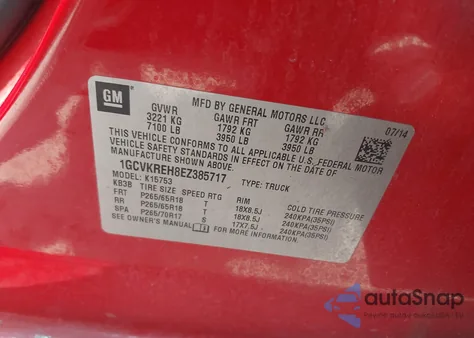 GM
MFD BY GENERAL MOTORS LLC
07/14
GVWR GAWR FRT GAWR RR
3221 KG 1792 KG 1792 KG
7100 LB 3950 LB 3950 LB
THIS VEHICLE CONFORMS TO ALL APPLICABLE U.S. FEDERAL MOTOR
VEHICLE SAFETY STANDARDS IN EFFECT ON THE DATE OF
MANUFACTURE SHOWN ABOVE.
1GCVKREH8EZ385717 TYPE: TRUCK
MODEL: K15753
KB3B TIRE SIZE SPEED RTG RIM COLD TIRE PRESSURE
FRT P265/65R18 T 18X8.5J 240KPA(35PSI)
RR P265/65R18 T 18X8.5J 240KPA(35PSI)
SPA P265/70R17 S 17X7.5J 240KPA(35PSI)
SEE OWNER'S MANUAL FOR MORE INFORMATION.
autoSnap